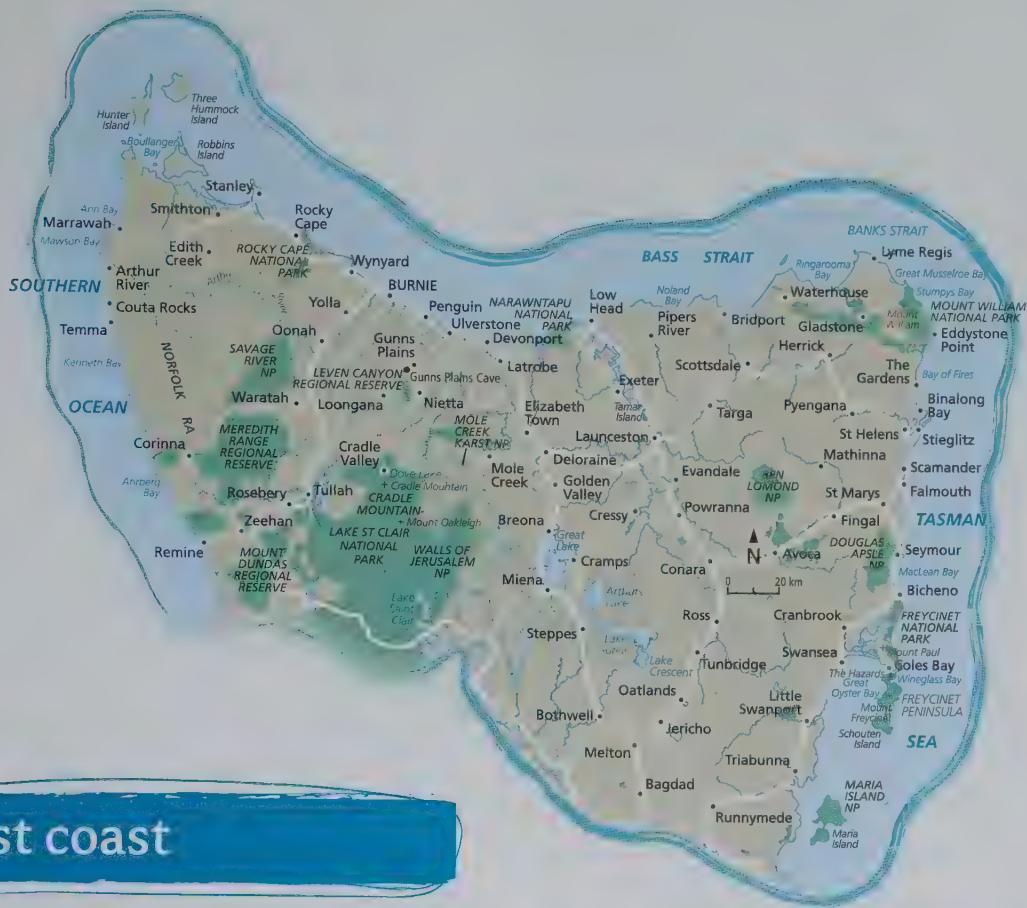 Three
Hummock
Island
Hunter
Island
Boullanger
Bay
Robbins
Island
Stanley
Ann Bay
Smithton
Marrawah
Rocky
Cape
Mawson Bay
Edith
Creek
ROCKY CAPE
NATIONAL
PARK
Wynyard
BASS STRAIT
BANKS STRAIT
Lyme Regis
Ringarooma
Bay
Great Musselroe Bay
SOUTHERN
Arthur
River
Arthur
BURNIE
Noland
Bay
Waterhouse
Stumpys Bay
Couta Rocks
Yolla
Penguin
NARAWNTAPU
NATIONAL
PARK
Low
Head
MOUNT WILLIAM
NATIONAL PARK
Temma
Oonah
Ulverstone
Devonport
Pipers
River
Bridport
Gladstone
Mount
William
Eddystone
Point
Gunns
Plains
Herrick
NORFOLK RA
SAVAGE
RIVER
NP
Latrobe
Scottsdale
The
Gardens
Kenneth Bay
LEVEN CANYON
REGIONAL RESERVE
Gunns Plains Cave
Exeter
Bay of Fires
Waratah
Loongana
Nietta
Tamar
Island
Targa
Pyengana
Binalong
Bay
OCEAN
Elizabeth
Town
MEREDITH
RANGE
REGIONAL
RESERVE
MOLE
CREEK
KARST NP
Launceston
St Helens
Stieglitz
Corinna
Cradle
Valley
Deloraine
Mathinna
Dove Lake
+ Cradle Mountain
Mole
Creek
Golden
Valley
Evandale
BEN
LOMOND
NP
Scamander
Ahrberg
Bay
Rosebery
Tullah
CRADLE
MOUNTAIN-
LAKE ST CLAIR
NATIONAL
PARK
+ Mount Oakleigh
Falmouth
St Marys
Powranna
Cressy
Zeehan
Breona
Fingal
TASMAN
Remine
Great
Lake
N
Avoca
DOUGLAS
APSLE
NP
Seymour
MOUNT
DUNDAS
REGIONAL
RESERVE
WALLS OF
JERUSALEM
NP
Cramps
Conara
MacLean Bay
Miena
0 20 km
Bicheno
Lake
Saint
Clair
Ross
Cranbrook
FREYCINET
NATIONAL
PARK
Steppes
Swansea
Lake
Crescent
Tunbridge
The Hazards
Coles Bay
Wineglass Bay
Great
Oyster Bay
Oatlands
Little
Swanport
FREYCINET
PENINSULA
Mount
Freycinet
Bothwell
Jericho
Schouten
Island
SEA
Melton
Triabunna
Bagdad
MARIA
ISLAND
NP
Runnymede
Maria
Island
st coast